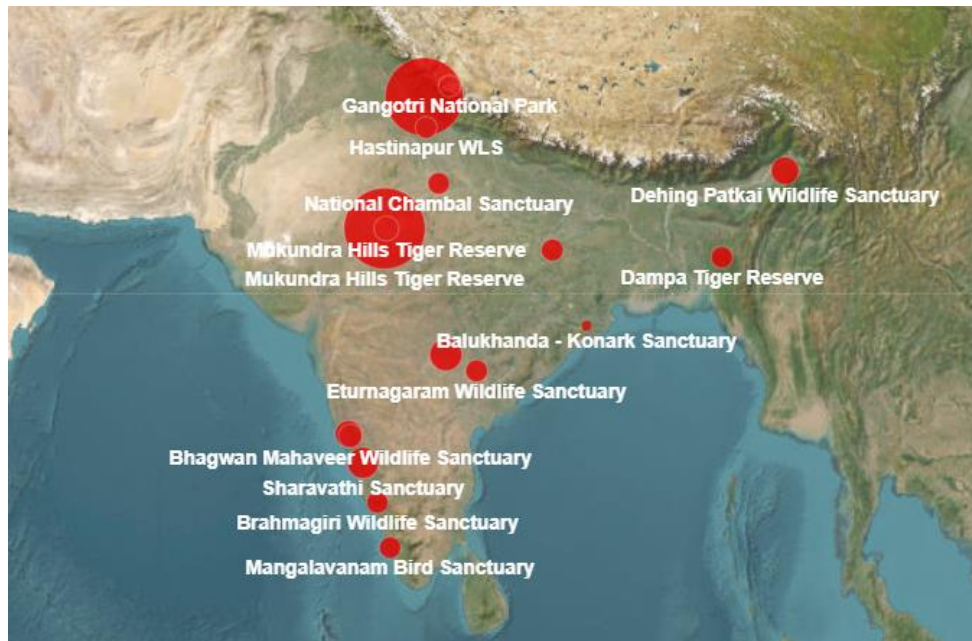 Gangotri National Park
Hastinapur WLS
Dehing Patkai Wildlife Sanctuary
National Chambal Sanctuary
Mukundra Hills Tiger Reserve
Dampa Tiger Reserve
Mukundra Hills Tiger Reserve
Balukhanda - Konark Sanctuary
Eturnagaram Wildlife Sanctuary
Bhagwan Mahaveer Wildlife Sanctuary
Sharavathi Sanctuary
Brahmagiri Wildlife Sanctuary
Mangalavanam Bird Sanctuary